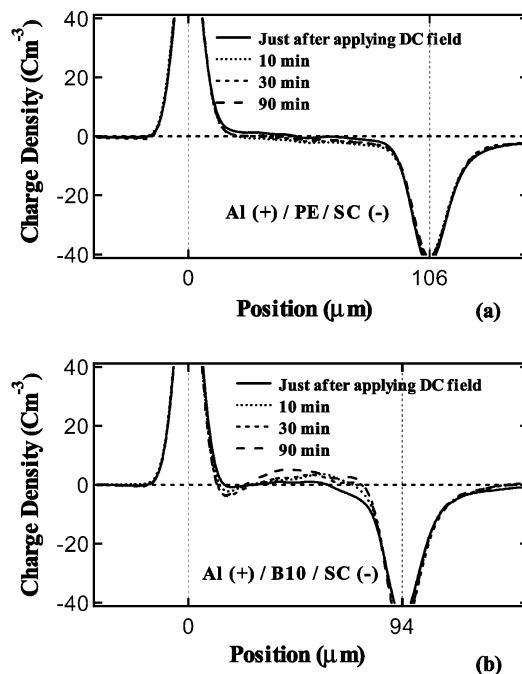 40
20
0
-20
-40
Charge Density (Cm-3)
Just after applying DC field
10 min
30 min
90 min
Al (+) / PE / SC (-)
0
106
Position (μm)
(a)
40
20
0
-20
-40
Charge Density (Cm-3)
Just after applying DC field
10 min
30 min
90 min
Al (+) / B10 / SC (-)
0
94
Position (μm)
(b)